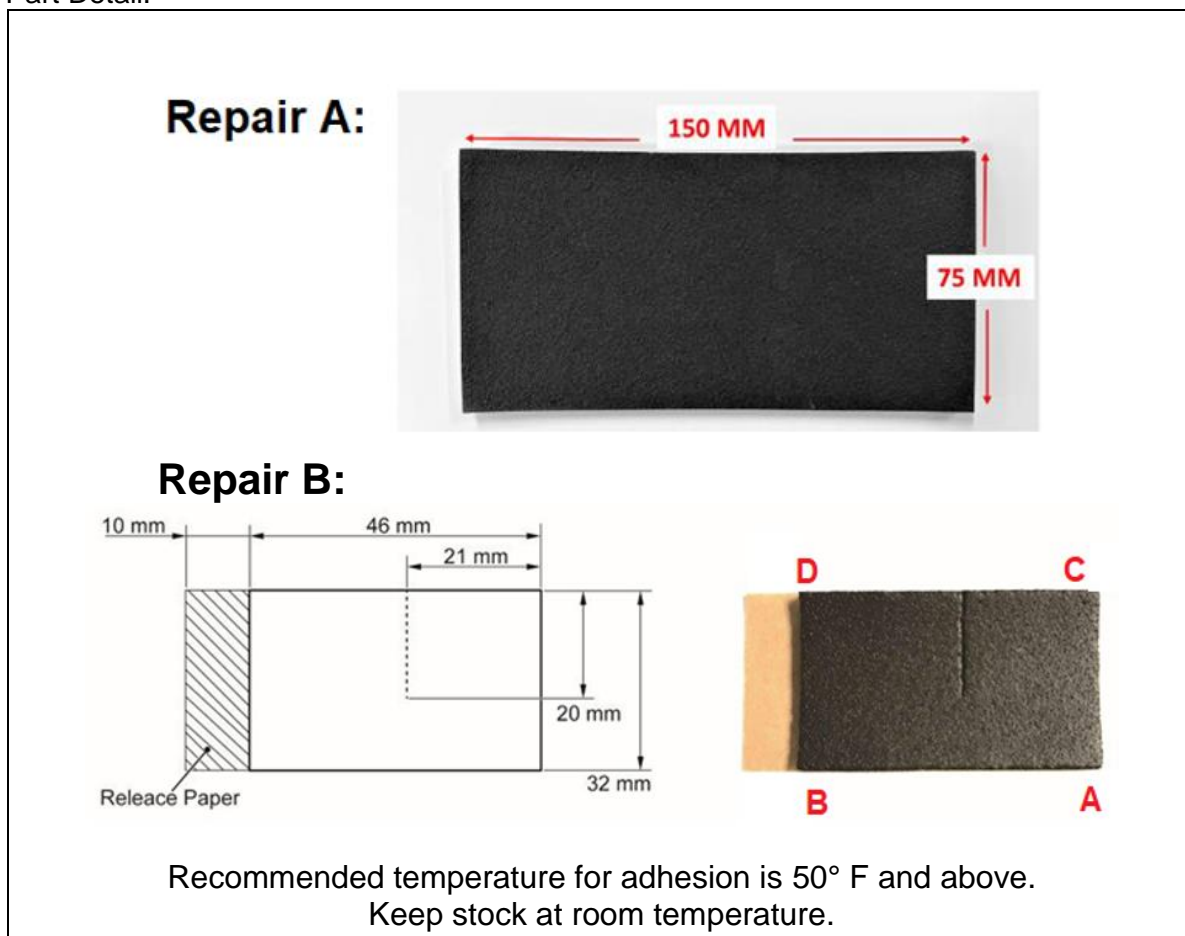 Repair A:
150 MM
75 MM
Repair B:
10 mm
46 mm
21 mm
20 mm
32 mm
Releace Paper
D
C
B
A
Recommended temperature for adhesion is 50° F and above.
Keep stock at room temperature.